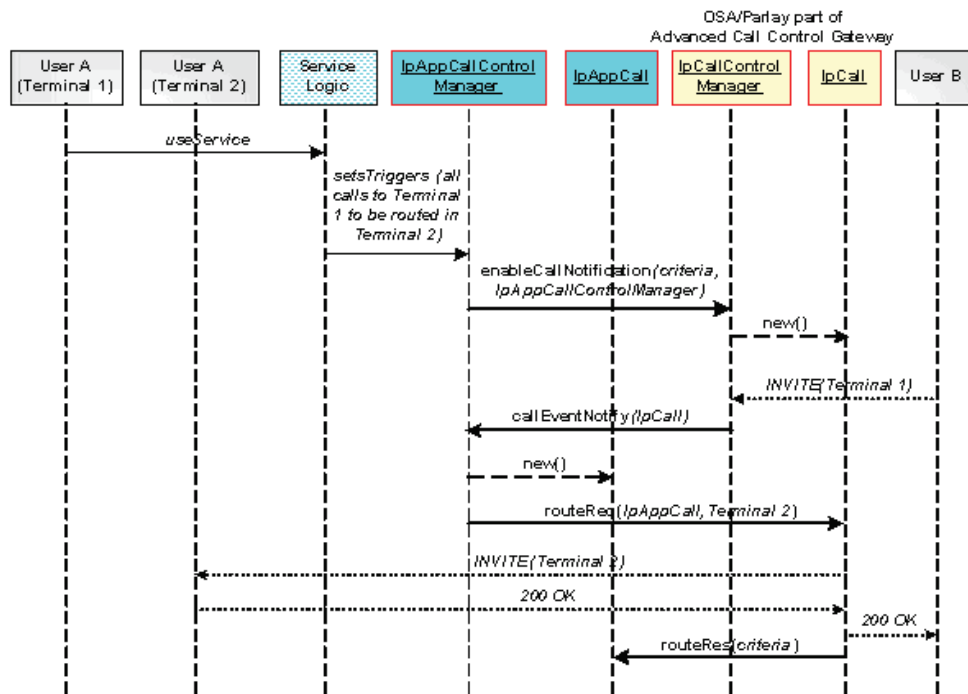 OSA/Parlay part of
Advanced Call Control Gateway
User A
(Terminal 1)
User A
(Terminal 2)
Service
Logic
IpAppCallControl
Manager
IpAppCall
IpCallControl
Manager
IpCall
User B
useService
setsTriggers (all
calls to Terminal
1 to be routed in
Terminal 2)
enableCallNotification(criteria,
IpAppCallControlManager)
new()
INVITE(Terminal 1)
callEventNotify(IpCall)
new()
routeReq(IpAppCall, Terminal 2)
INVITE(Terminal 2)
200 OK
200 OK
routeRes(criteria)